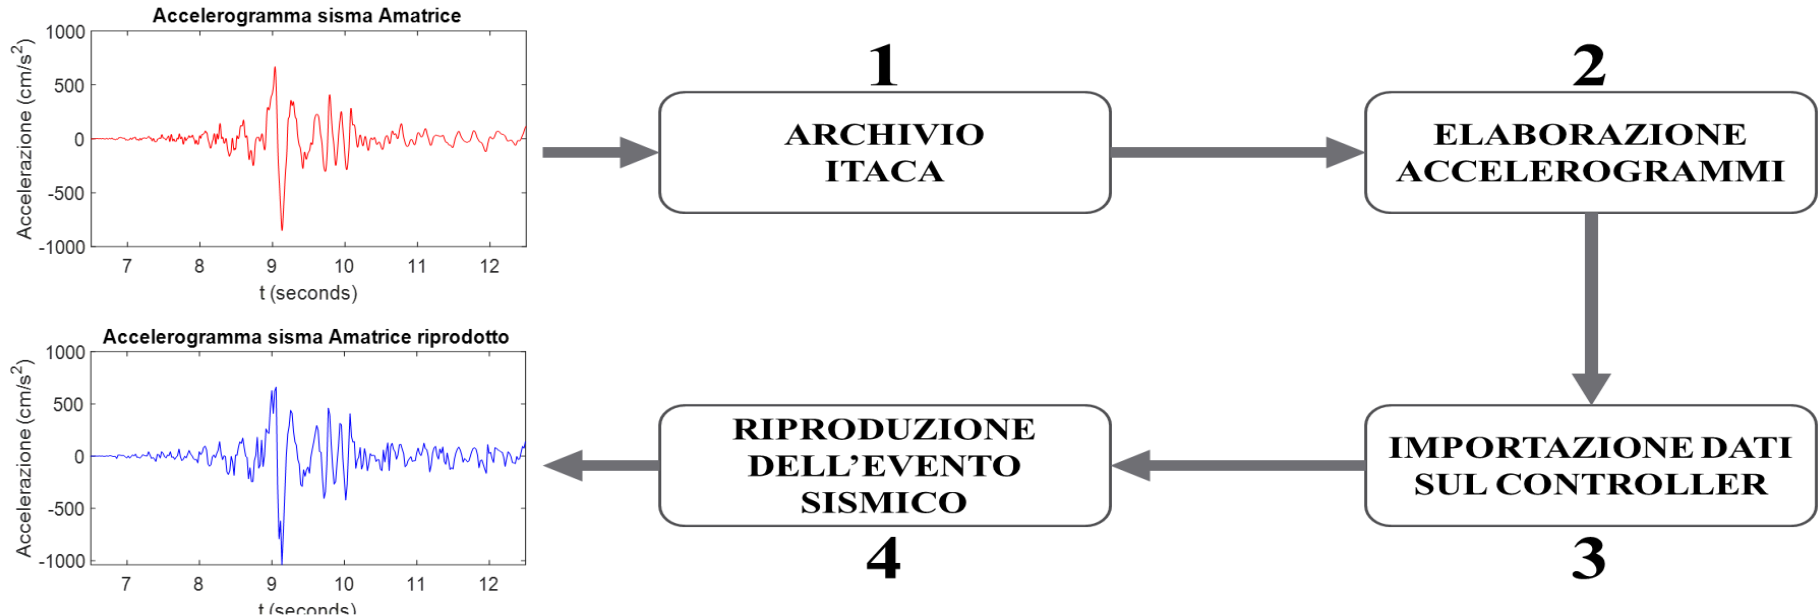 Accelerogramma sisma Amatrice
1000
500
0
-500
-1000
Accelerazione (cm/s²)
7 8 9 10 11 12
t (seconds)
1
ARCHIVIO
ITACA
2
ELABORAZIONE
ACCELEROGRAMMI
Accelerogramma sisma Amatrice riprodotto
1000
500
0
-500
-1000
Accelerazione (cm/s²)
7 8 9 10 11 12
t (seconds)
RIPRODUZIONE
DELL’EVENTO
SISMICO
4
IMPORTAZIONE DATI
SUL CONTROLLER
3